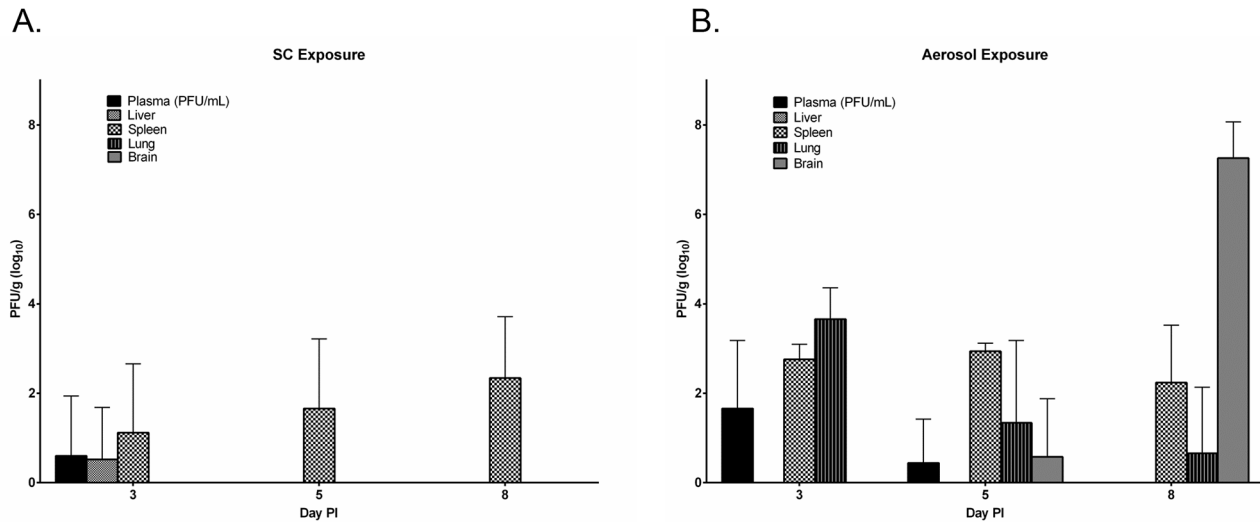 A.
SC Exposure
Plasma (PFU/mL)
Liver
Spleen
Lung
Brain
PFU/g (log10)
8
6
4
2
0
3 5 8
Day PI
B.
Aerosol Exposure
Plasma (PFU/mL)
Liver
Spleen
Lung
Brain
PFU/g (log10)
8
6
4
2
0
3 5 8
Day PI